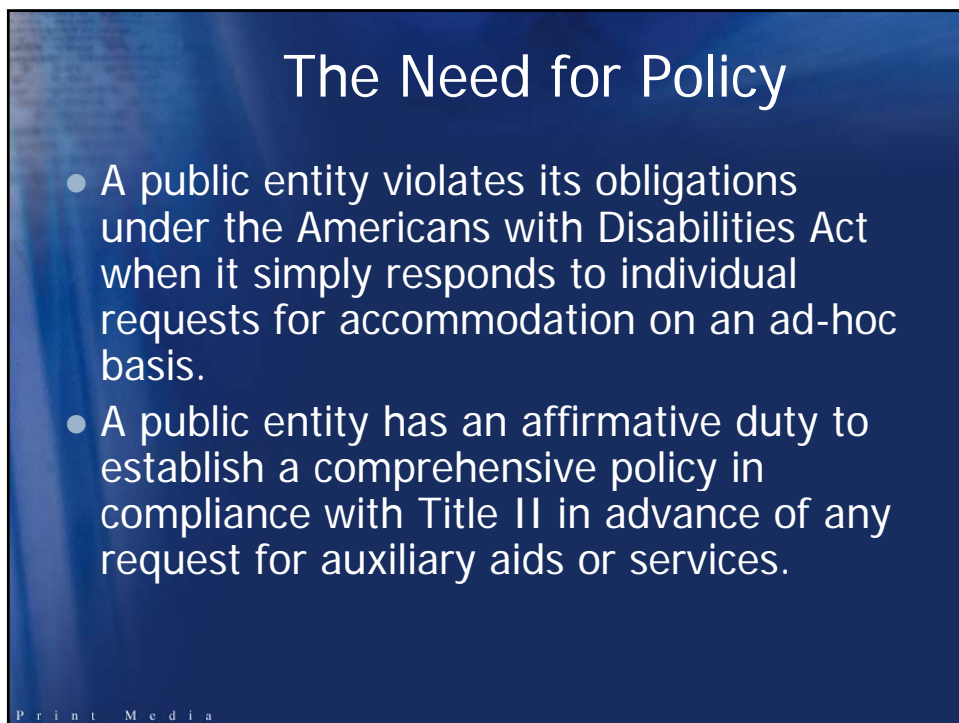 The Need for Policy
● A public entity violates its obligations
under the Americans with Disabilities Act
when it simply responds to individual
requests for accommodation on an ad-hoc
basis.
● A public entity has an affirmative duty to
establish a comprehensive policy in
compliance with Title II in advance of any
request for auxiliary aids or services.
Print Media